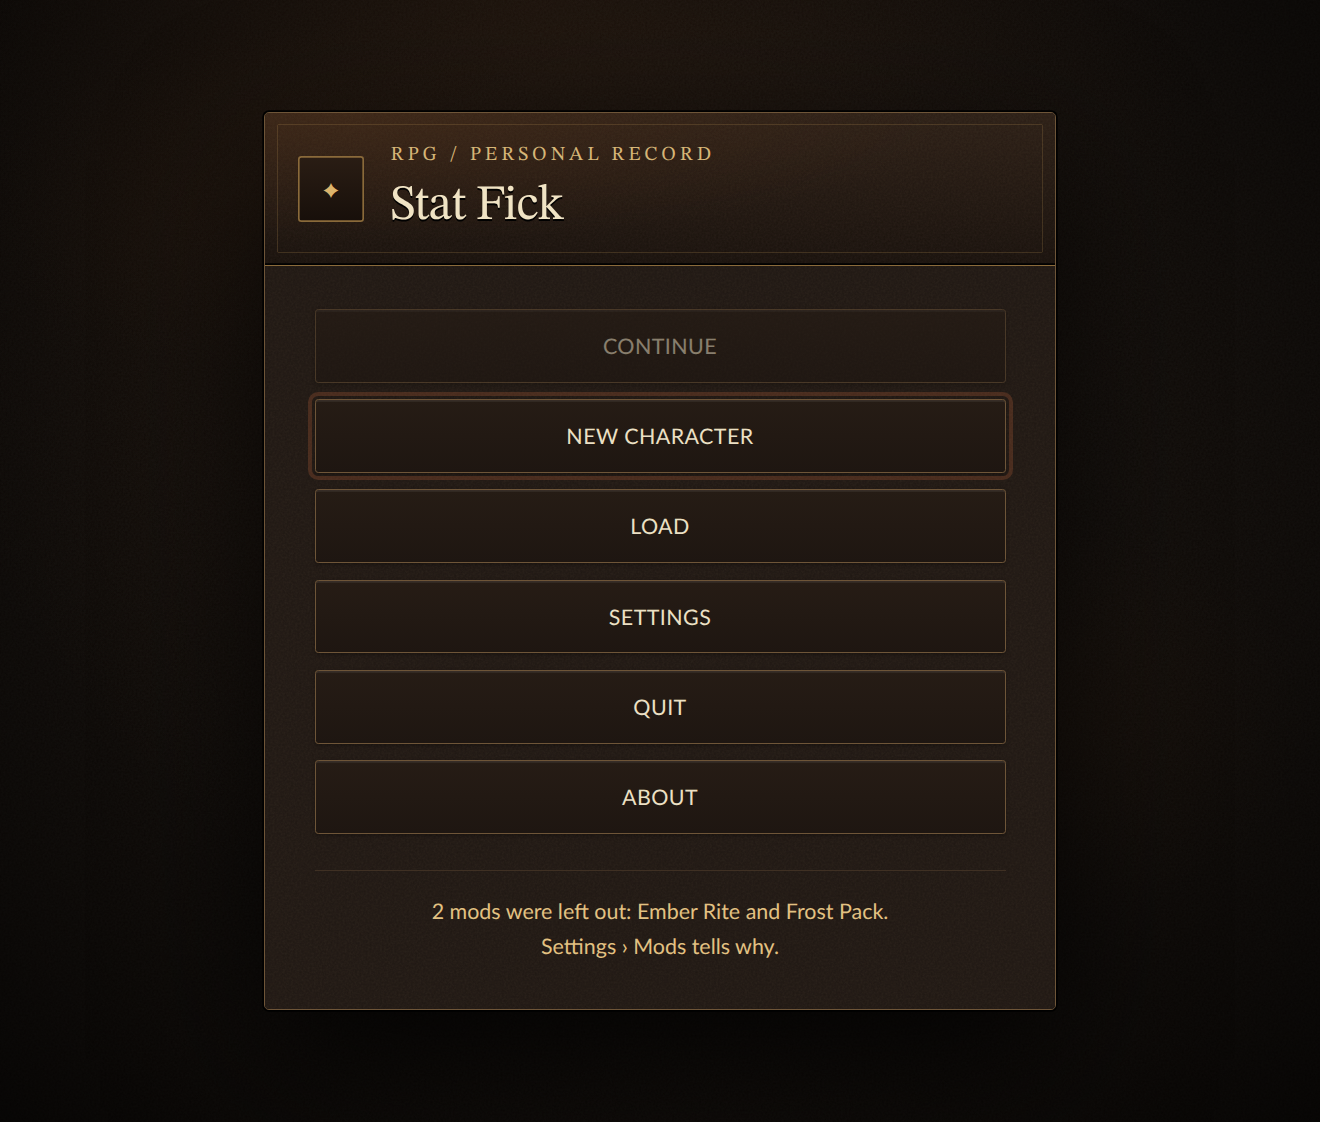 RPG / PERSONAL RECORD
Stat Fick
CONTINUE
NEW CHARACTER
LOAD
SETTINGS
QUIT
ABOUT
2 mods were left out: Ember Rite and Frost Pack.
Settings › Mods tells why.